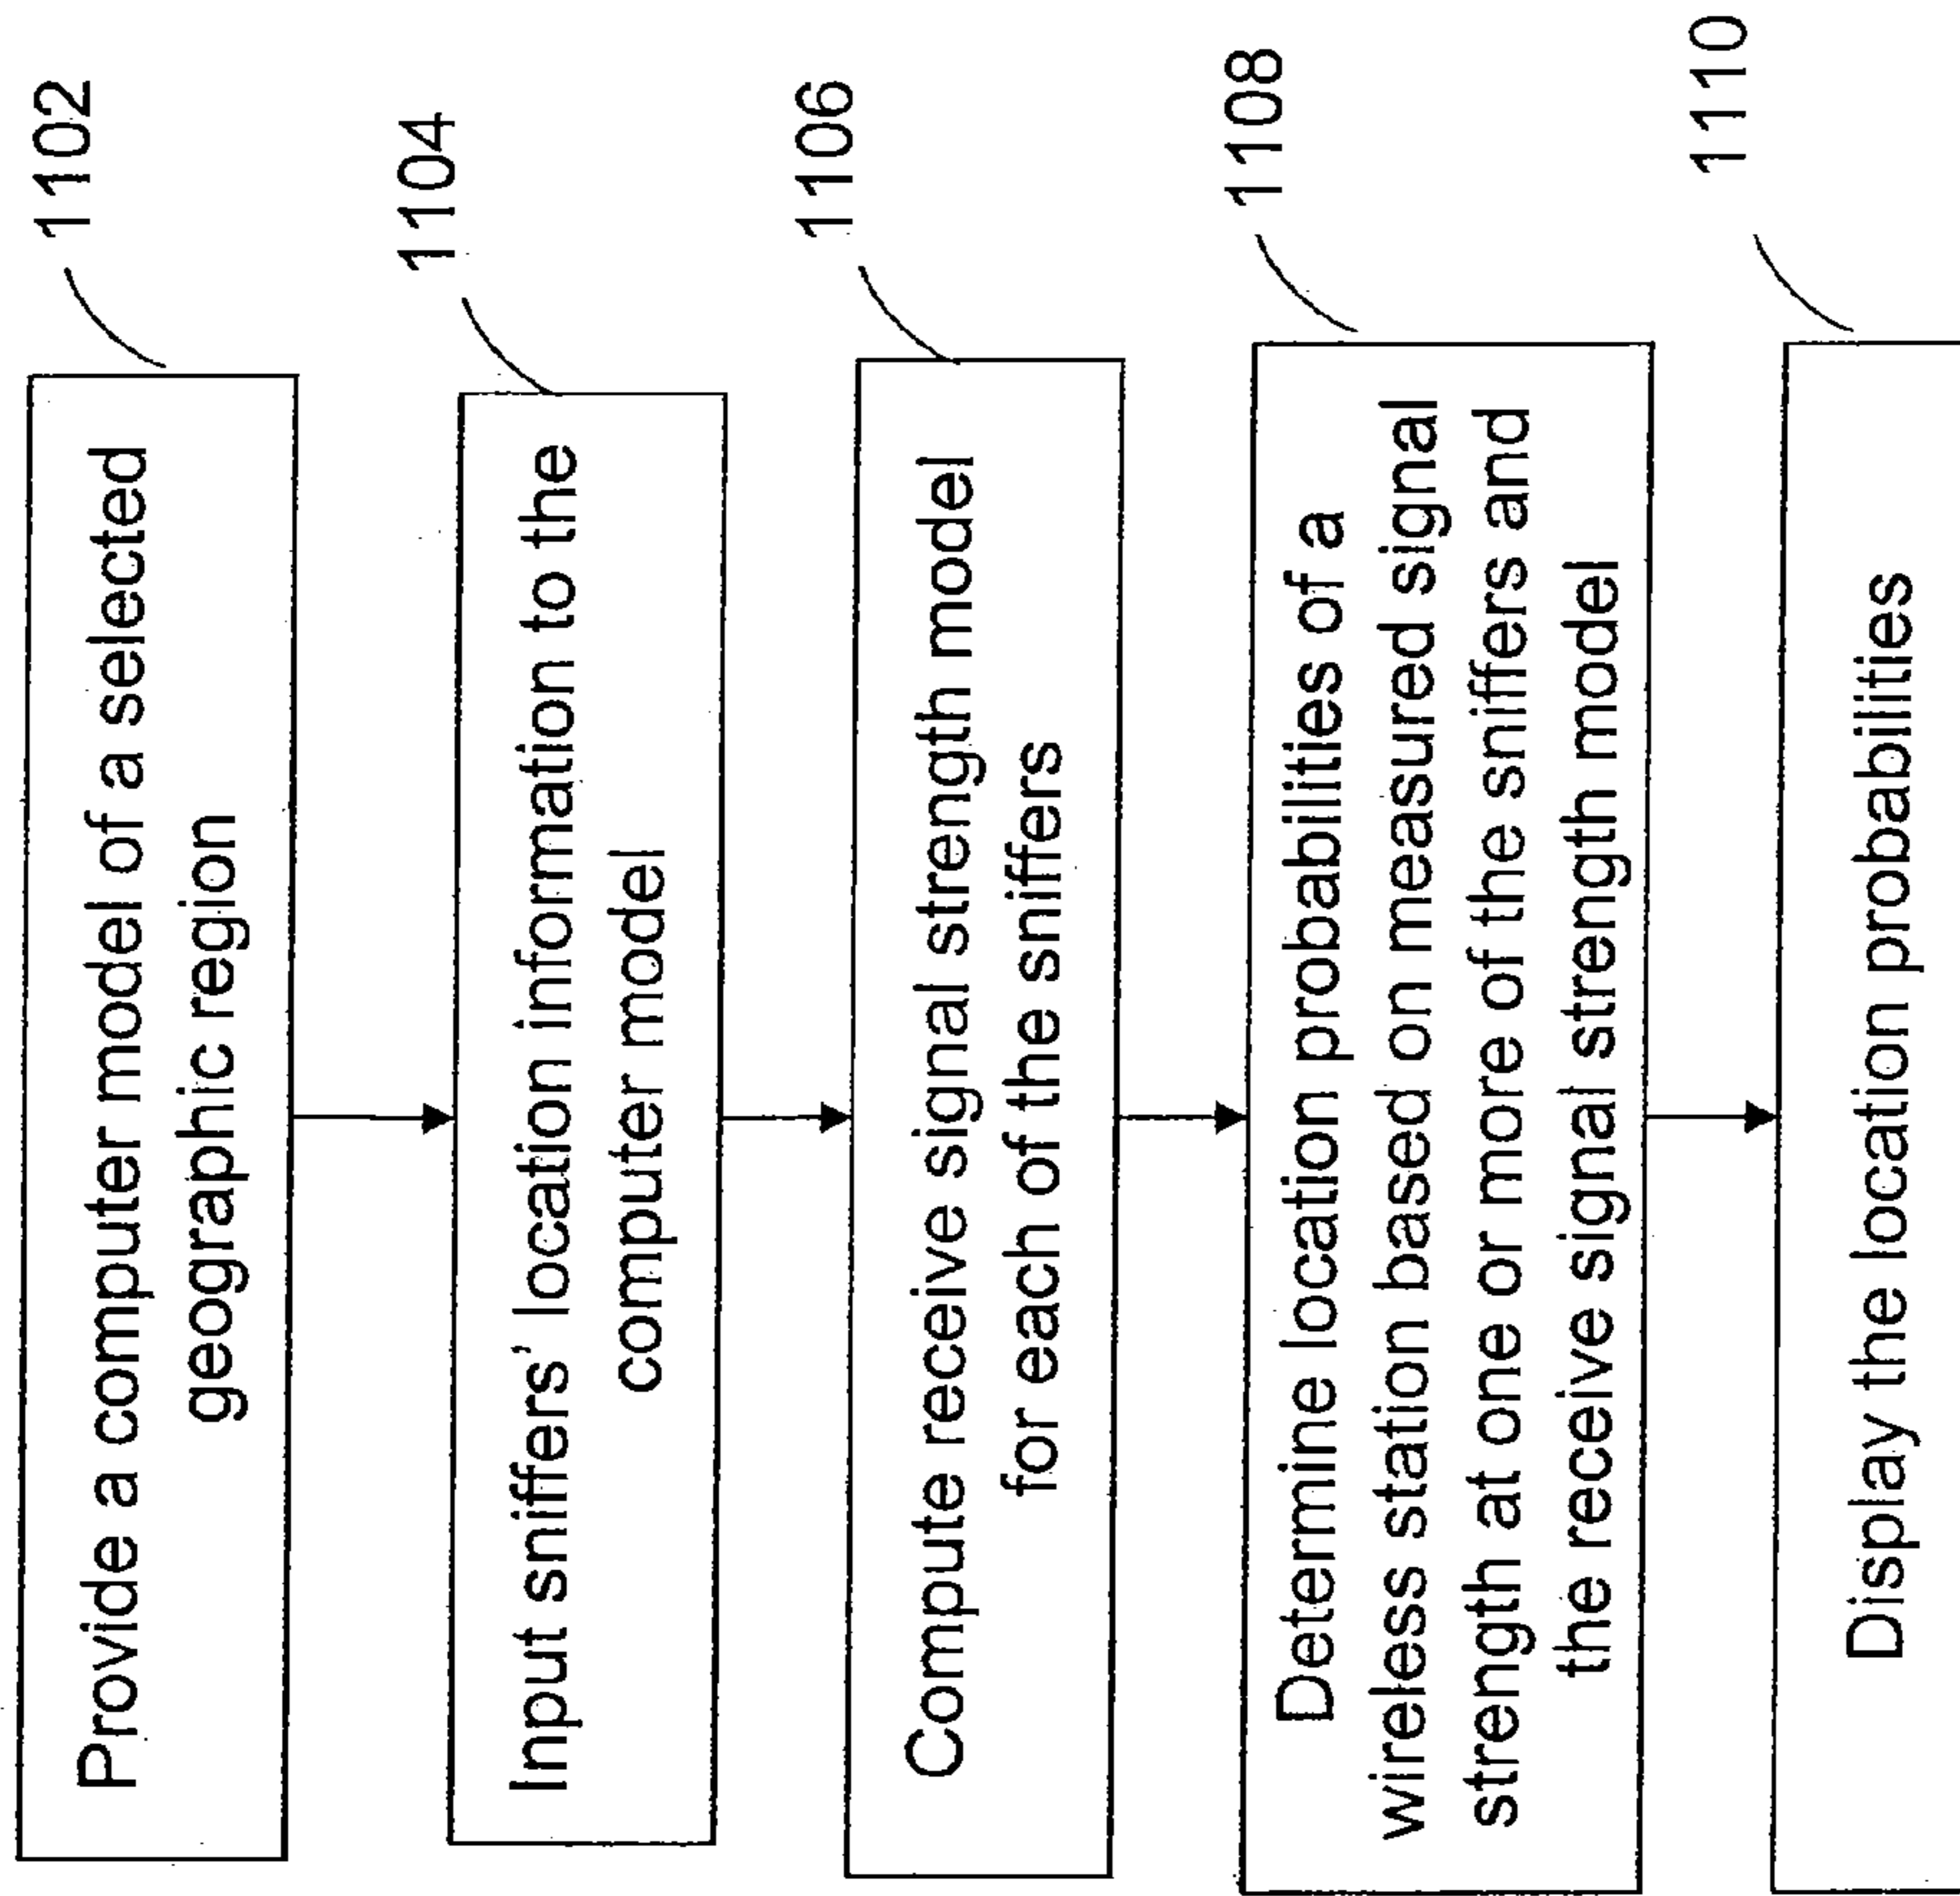 1102
Provide a computer model of a selected
geographic region
1104
Input sniffers' location information to the
computer model
1106
Compute receive signal strength model
for each of the sniffers
1108
Determine location probabilities of a
wireless station based on measured signal
strength at one or more of the sniffers and
the receive signal strength model
1110
Display the location probabilities